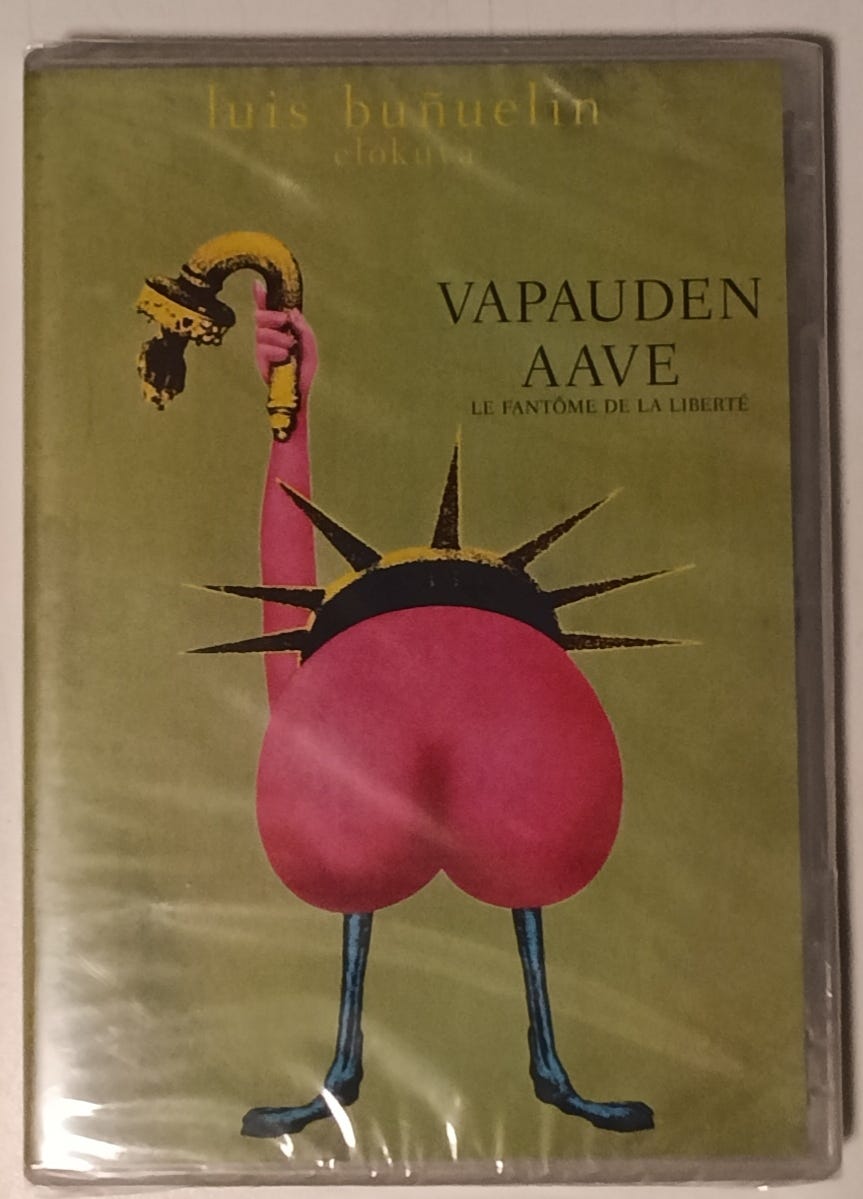 luis buñuelin
elokuva
VAPAUDEN
AAVE
LE FANTÔME DE LA LIBERTÉ